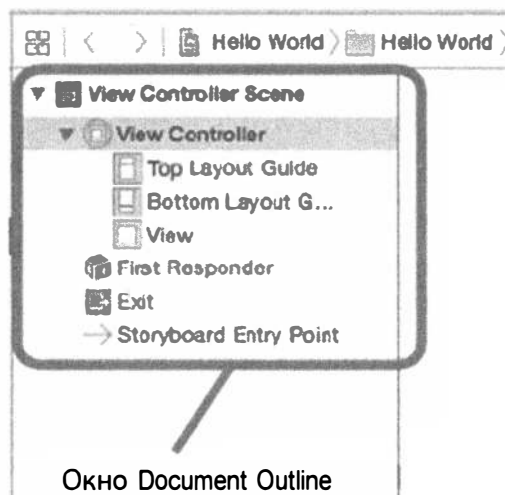 Hello World Hello World
View Controller Scene
View Controller
Top Layout Guide
Bottom Layout G...
View
First Responder
Exit
Storyboard Entry Point
Окно Document Outline